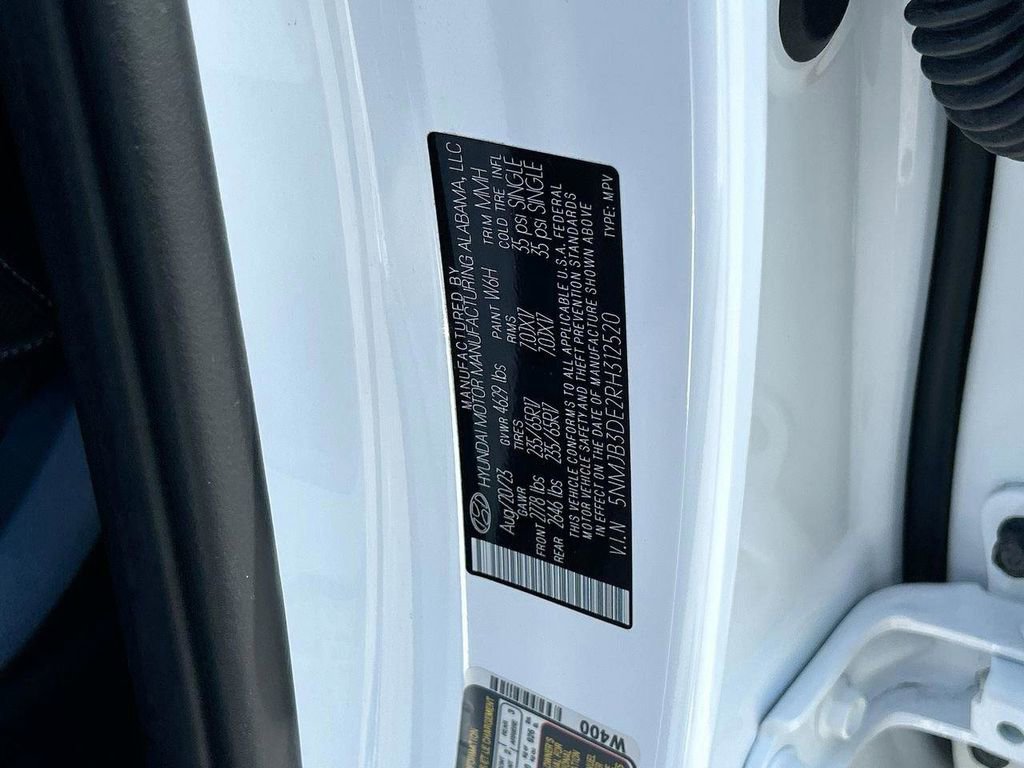 MANUFACTURED BY
HYUNDAI MOTOR MANUFACTURING ALABAMA, LLC
Aug/20/23 GVWR 4629 lbs PAINT W6H TRIM MMH
GAWR TIRES RIMS COLD TIRE INFL
FRONT 2778 lbs 235/65R17 7.0JX17 35 psi SINGLE
REAR 2646 lbs 235/65R17 7.0JX17 35 psi SINGLE
THIS VEHICLE CONFORMS TO ALL APPLICABLE U.S.A. FEDERAL
MOTOR VEHICLE SAFETY AND THEFT PREVENTION STANDARDS
IN EFFECT ON THE DATE OF MANUFACTURE SHOWN ABOVE
V.I.N 5NMJB3DE7RH312520 TYPE: MPV
W400